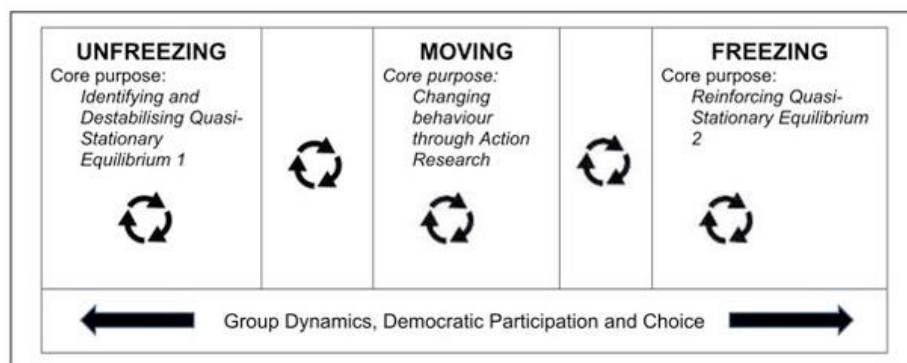 UNFREEZING
Core purpose:
Identifying and
Destabilising Quasi-
Stationary
Equilibrium 1
MOVING
Core purpose:
Changing
behaviour
through Action
Research
FREEZING
Core purpose:
Reinforcing Quasi-
Stationary Equilibrium
2
Group Dynamics, Democratic Participation and Choice